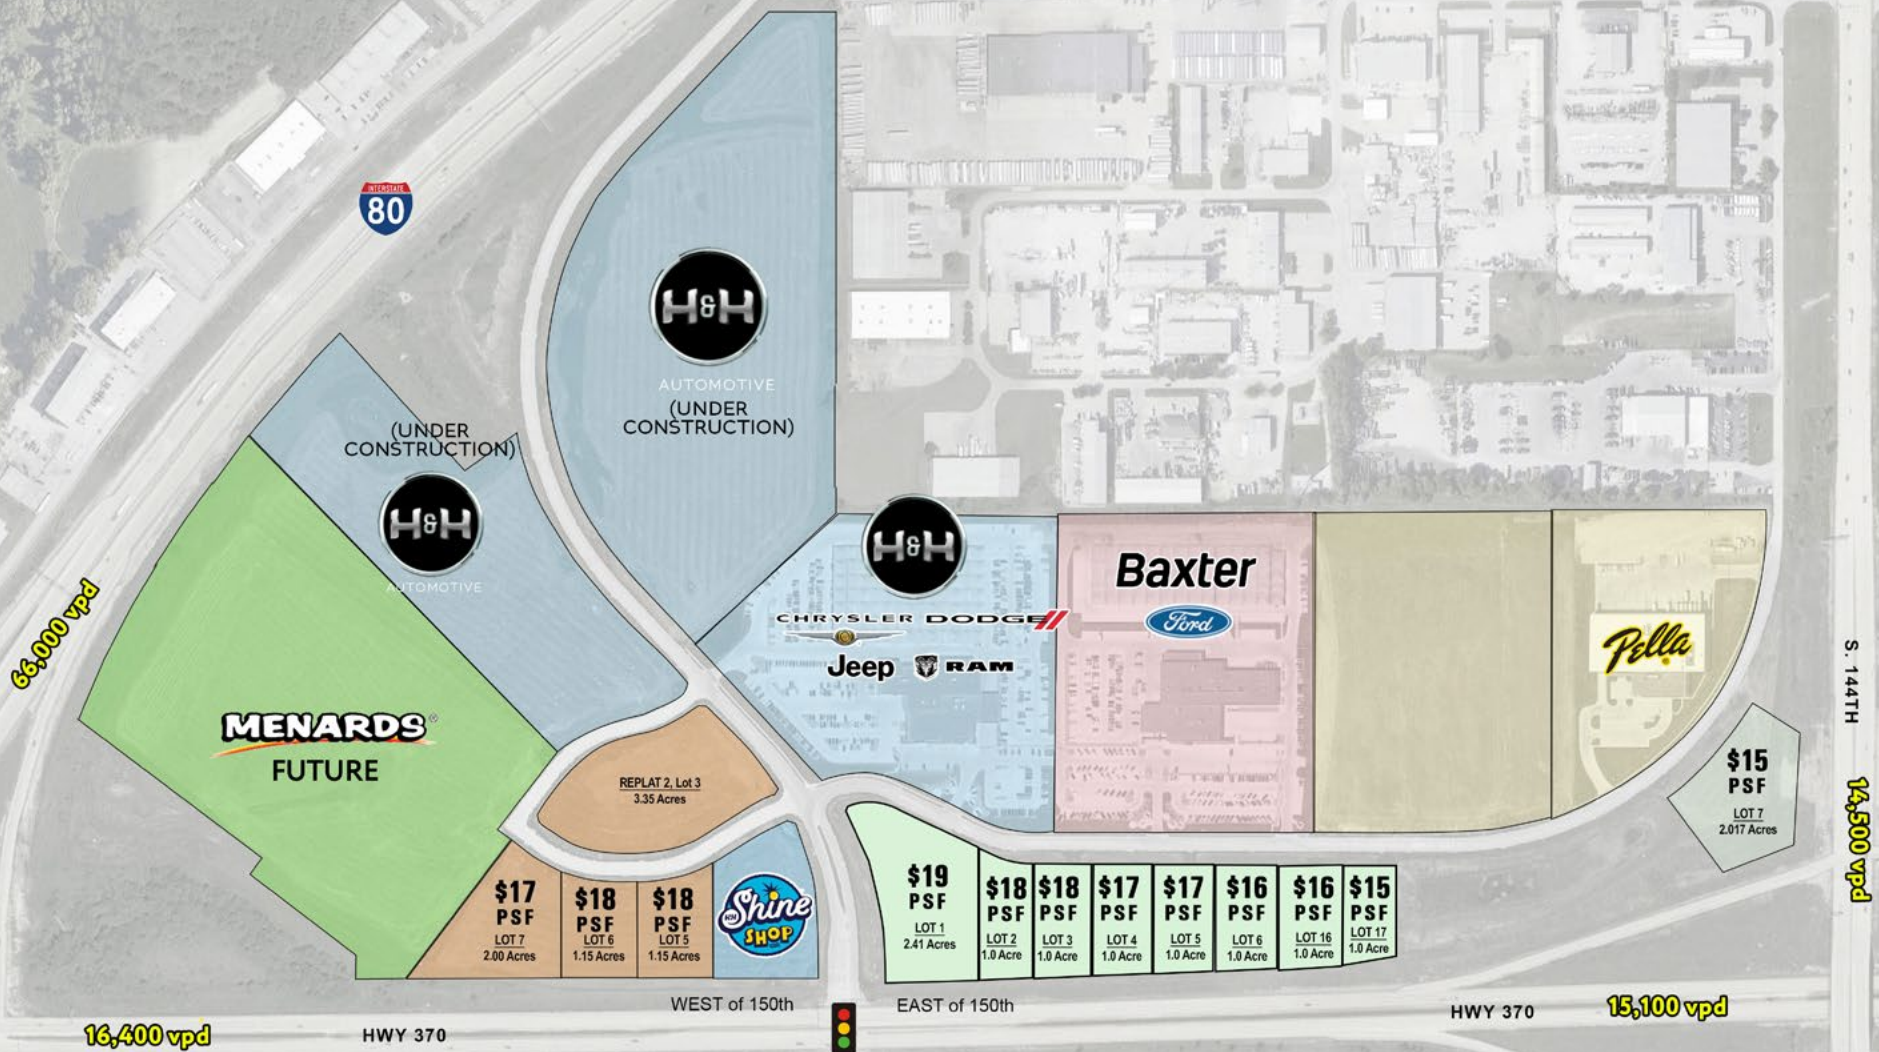 INTERSTATE
80
H&H
AUTOMOTIVE
(UNDER
CONSTRUCTION)
(UNDER
CONSTRUCTION)
H&H
AUTOMOTIVE
H&H
CHRYSLER DODGE
Jeep RAM
Baxter
Ford
Pella
66,000 vpd
MENARDS®
FUTURE
REPLAT 2, Lot 3
3.35 Acres
$17
PSF
LOT 7
2.00 Acres
$18
PSF
LOT 6
1.15 Acres
$18
PSF
LOT 5
1.15 Acres
HH
Shine
SHOP
$19
PSF
LOT 1
2.41 Acres
$18
PSF
LOT 2
1.0 Acre
$18
PSF
LOT 3
1.0 Acre
$17
PSF
LOT 4
1.0 Acre
$17
PSF
LOT 5
1.0 Acre
$16
PSF
LOT 6
1.0 Acre
$16
PSF
LOT 16
1.0 Acre
$15
PSF
LOT 17
1.0 Acre
$15
PSF
LOT 7
2.017 Acres
S. 144TH
14,500 vpd
WEST of 150th
EAST of 150th
16,400 vpd
HWY 370
HWY 370
15,100 vpd